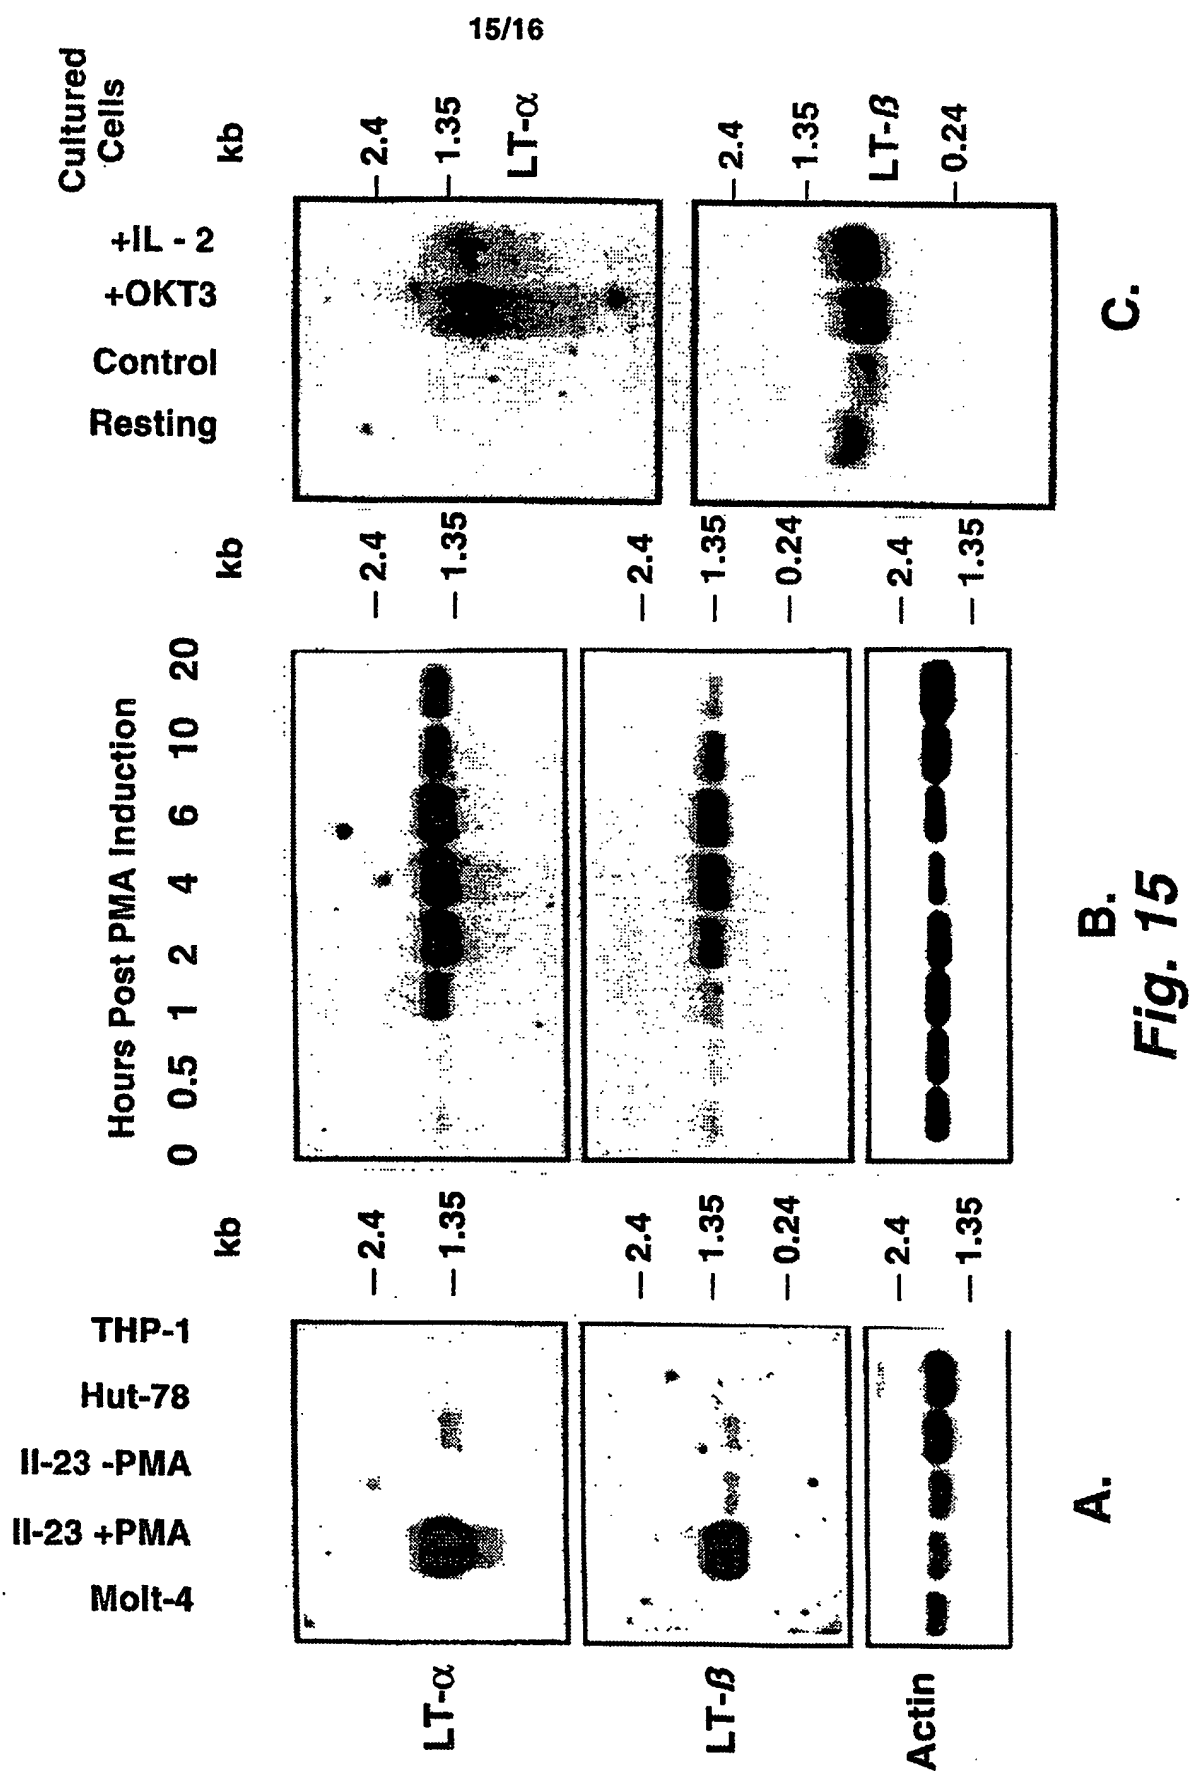 15/16
Molt-4
II-23 +PMA
II-23 -PMA
Hut-78
THP-1
kb
LT-α
– 2.4
– 1.35
LT-ß
– 2.4
– 1.35
– 0.24
Actin
– 2.4
– 1.35
A.
Hours Post PMA Induction
0 0.5 1 2 4 6 10 20
kb
– 2.4
– 1.35
– 2.4
– 1.35
– 0.24
– 2.4
– 1.35
B.
Resting
Control
+OKT3
+IL - 2
Cultured
Cells
kb
– 2.4
– 1.35
LT-α
– 2.4
– 1.35
LT-ß
– 0.24
C.
Fig. 15